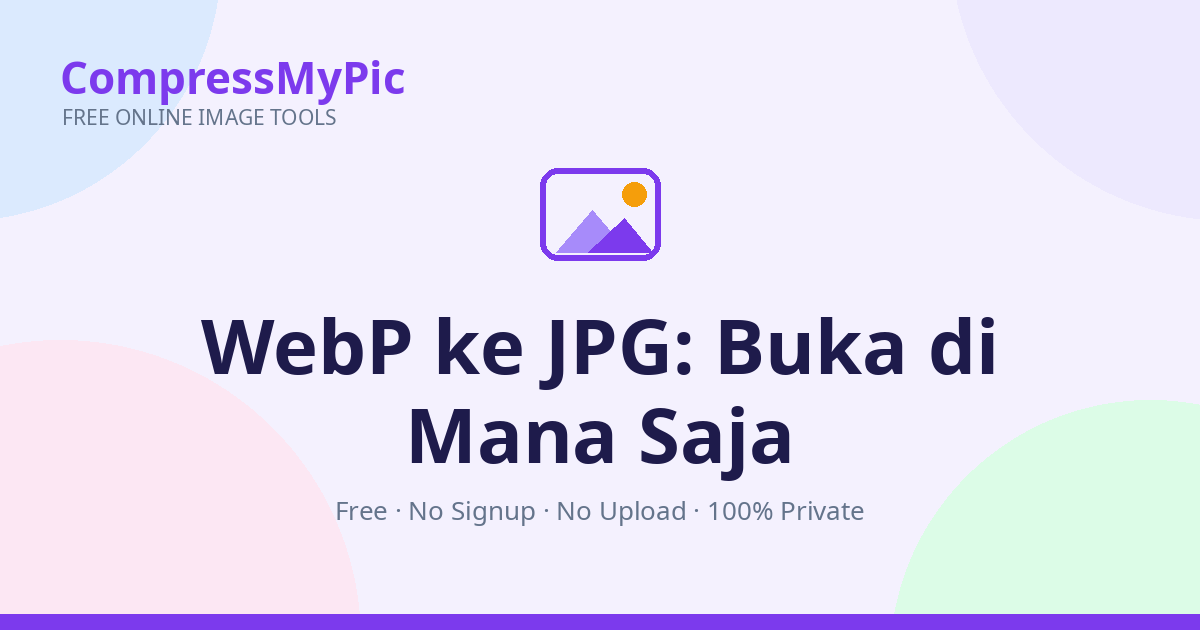 CompressMyPic
FREE ONLINE IMAGE TOOLS
WebP ke JPG: Buka di
Mana Saja
Free · No Signup · No Upload · 100% Private